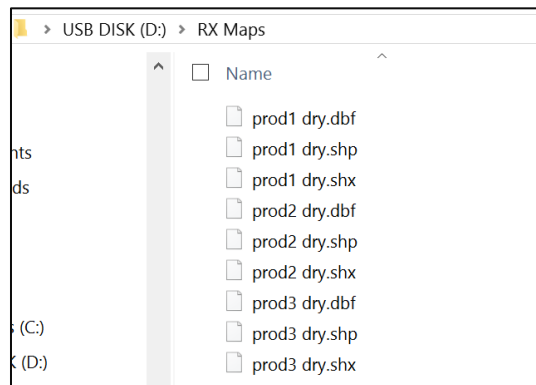 USB DISK (D:) > RX Maps
Name
prod1 dry.dbf
prod1 dry.shp
nts
prod1 dry.shx
ds
prod2 dry.dbf
prod2 dry.shp
prod2 dry.shx
prod3 dry.dbf
s (C:)
prod3 dry.shp
K (D:)
prod3 dry.shx